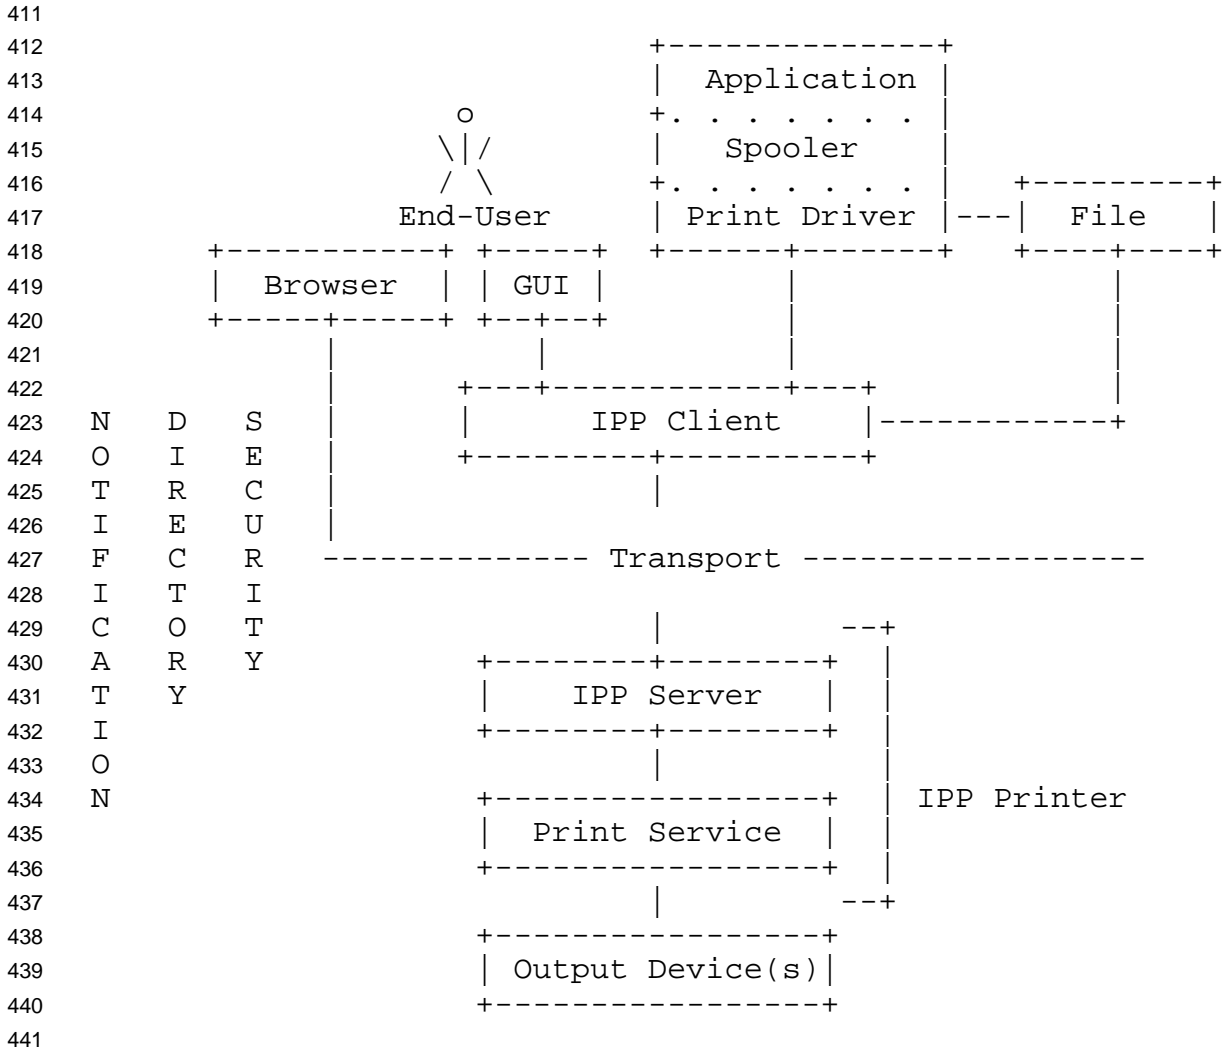 411
412                                +---------------+
413                                |  Application  |
414                      o         +. . . . . . .  |
415                     \|/        |   Spooler     |
416                     / \        +. . . . . . .  |   +---------+
417                   End-User     | Print Driver  |---|  File   |
418         +-----------+ +-----+  +------+--------+   +----+----+
419         |  Browser  | | GUI |         |                 |
420         +-----+-----+ +--+--+         |                 |
421               |          |            |                 |
422               |      +---+------------+---+             |
423   N   D   S   |      |      IPP Client    |------------+
424   O   I   E   |      +---------+----------+
425   T   R   C   |                |
426   I   E   U   |
427   F   C   R   -------------- Transport ------------------
428   I   T   I
429   C   O   T                    |         --+
430   A   R   Y           +--------+--------+  |
431   T   Y               |    IPP Server   |  |
432   I                   +--------+--------+  |
433   O                            |           |
434   N                   +-----------------+  | IPP Printer
435                       |  Print Service  |  |
436                       +-----------------+  |
437                                |         --+
438                       +-----------------+
439                       | Output Device(s)|
440                       +-----------------+
441